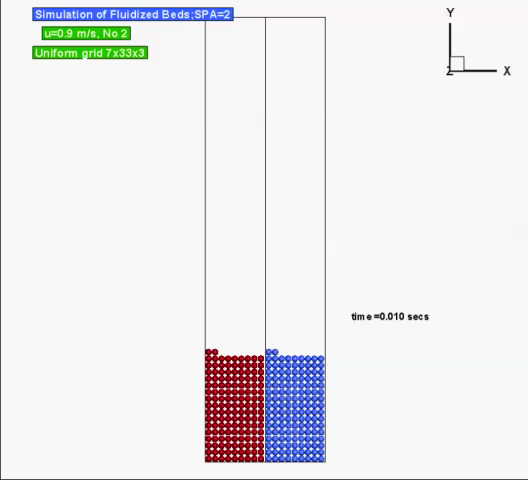 Simulation of Fluidized Beds;SPA=2
u=0.9 m/s, No 2
Uniform grid 7x33x3
Y
Z X
time=0.010 secs